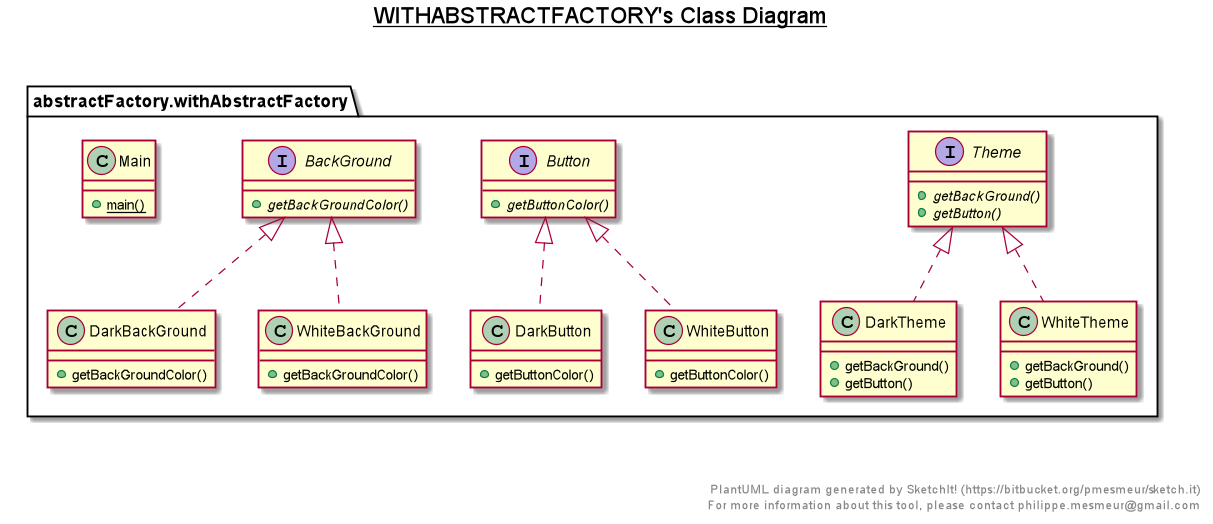 WITHABSTRACTFACTORY's Class Diagram
abstractFactory.withAbstractFactory
C Main
main()
I BackGround
getBackGroundColor()
I Button
getButtonColor()
I Theme
getBackGround()
getButton()
C DarkBackGround
getBackGroundColor()
C WhiteBackGround
getBackGroundColor()
C DarkButton
getButtonColor()
C WhiteButton
getButtonColor()
C DarkTheme
getBackGround()
getButton()
C WhiteTheme
getBackGround()
getButton()
PlantUML diagram generated by SketchIt! (https://bitbucket.org/pmesmeur/sketch.it)
For more information about this tool, please contact philippe.mesmeur@gmail.com